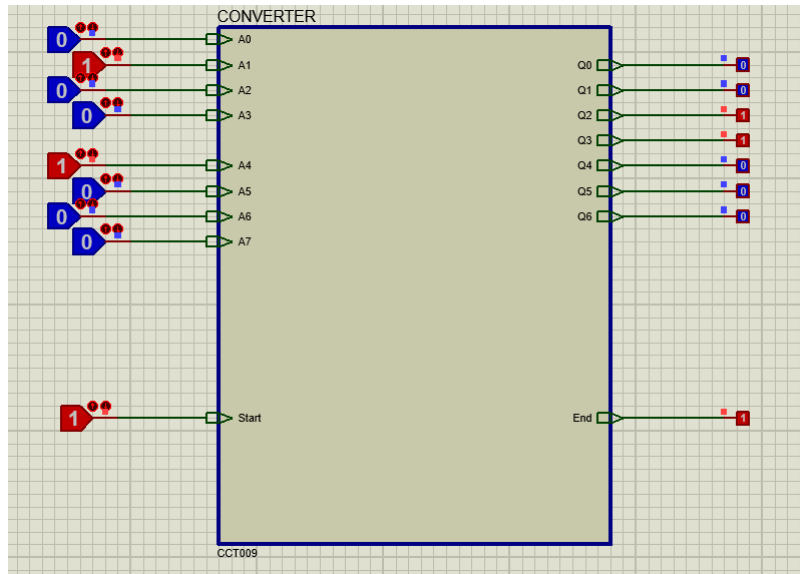 CONVERTER
0 A0
1 A1 Q0 0
0 A2 Q1 0
0 A3 Q2 1
Q3 1
1 A4 Q4 0
0 A5 Q5 0
0 A6 Q6 0
0 A7
1 Start End 1
CCT009